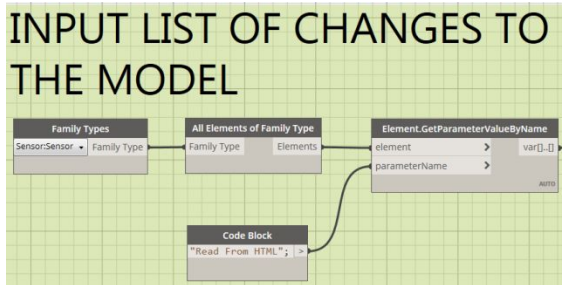 INPUT LIST OF CHANGES TO
THE MODEL
Family Types
Sensor:Sensor Family Type
All Elements of Family Type
Family Type Elements
Element.GetParameterValueByName
element > var[]..[]
parameterName >
AUTO
Code Block
"Read From HTML"; >